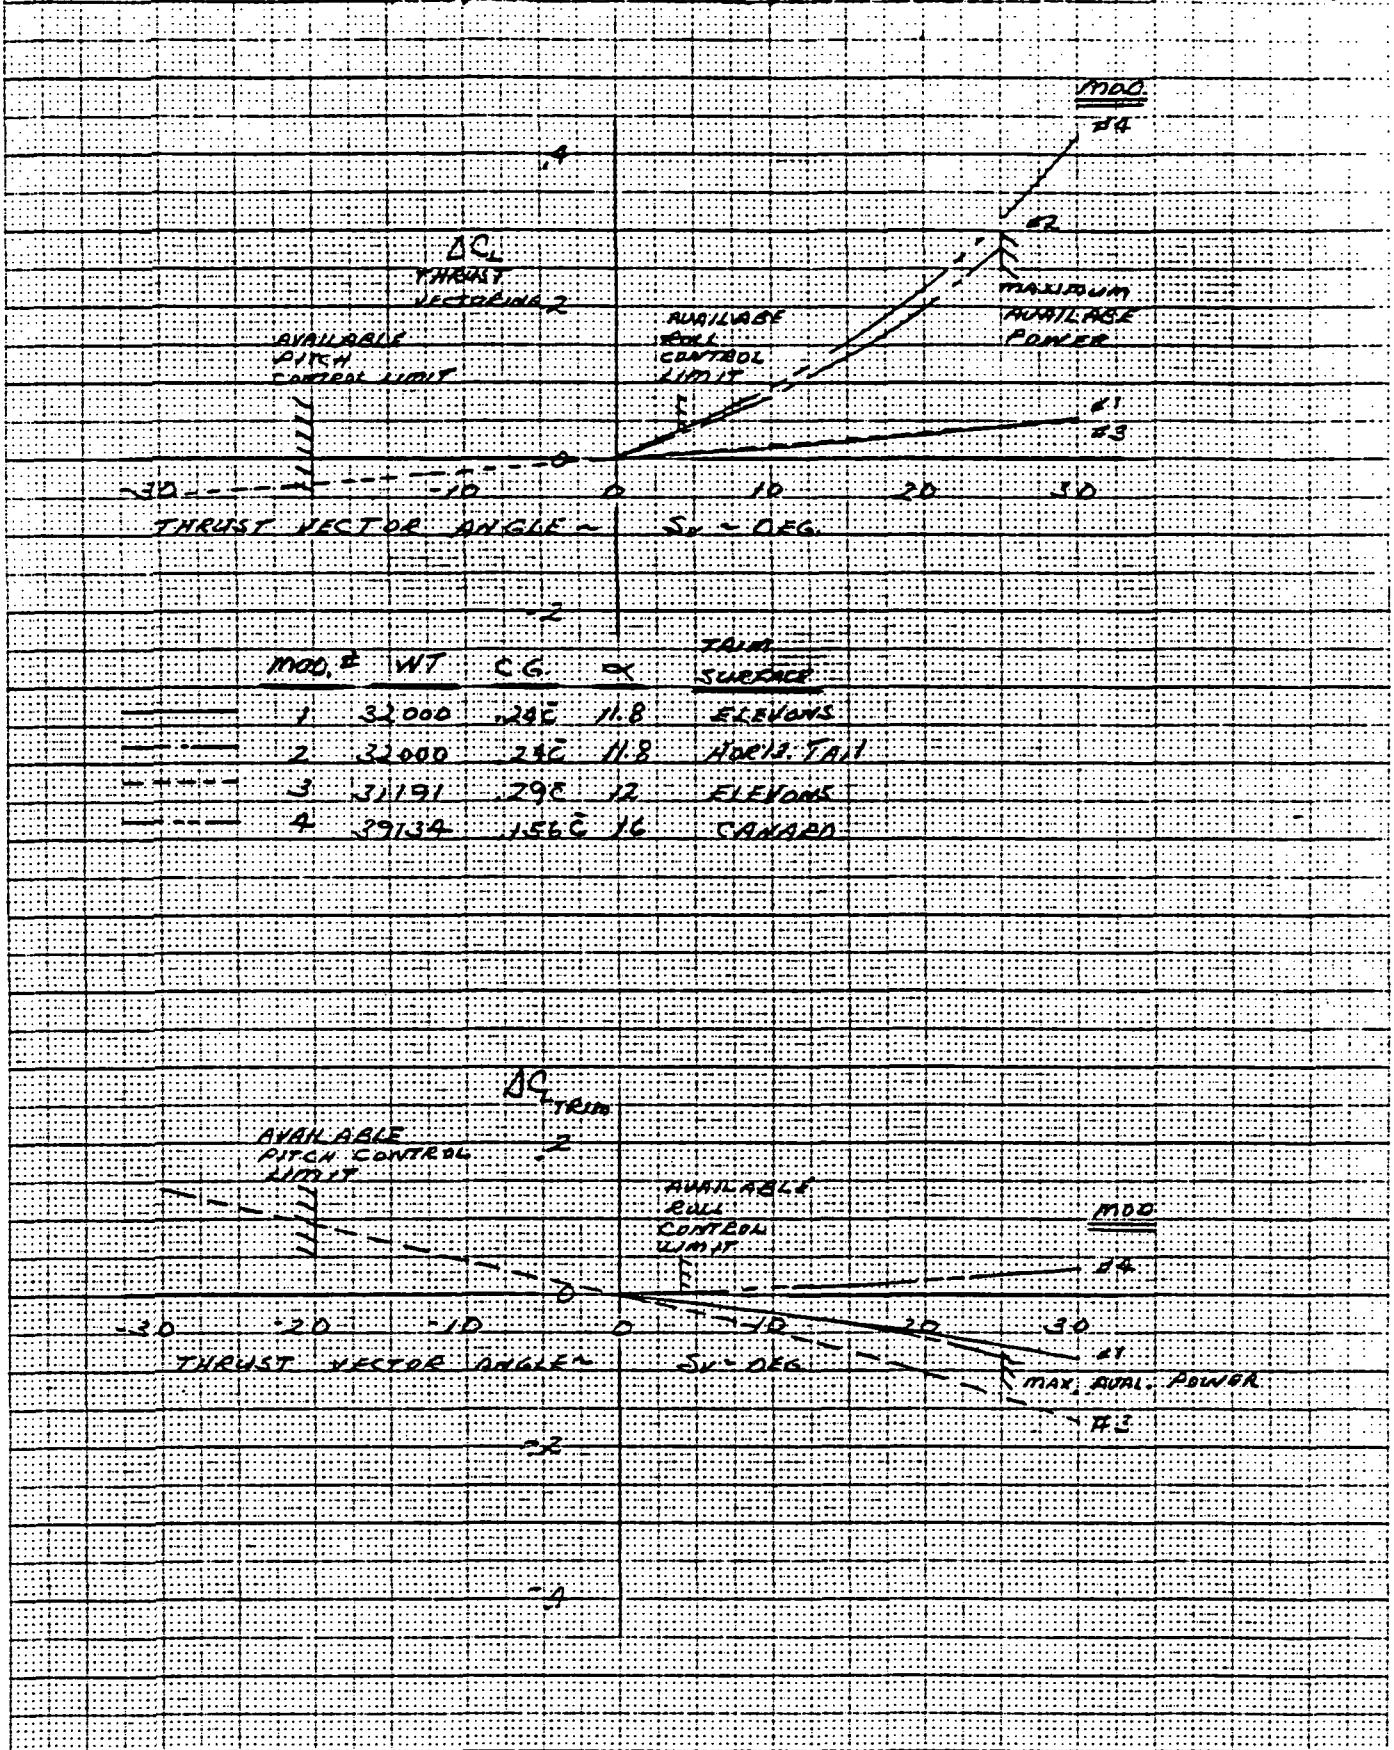 MOD.
#4
.4
#2
ΔCL
THRUST
VECTORING .2
AVAILABLE
PITCH
CONTROL LIMIT
AVAILABE
ROLL
CONTROL
LIMIT
MAXIMUM
AVAILABE
POWER
#1
#3
0
-30 -10 0 10 20 30
THRUST VECTOR ANGLE ~ δv ~ DEG.
-.2
MOD. # WT C.G. α TRIM SURFACE
1 32000 .24c̄ 11.8 ELEVONS
2 32000 .24c̄ 11.8 HORIZ. TAIL
3 31191 .29c̄ 12 ELEVONS
4 39134 .156c̄ 16 CANARD
ΔCL TRIM
.2
AVAILABLE
PITCH CONTROL
LIMIT
AVAILABLE
ROLL
CONTROL
LIMIT
MOD
#4
0
-30 -20 -10 0 10 20 30
THRUST VECTOR ANGLE ~ δv ~ DEG
#1
MAX. AVAL. POWER
#3
-.2
-.4